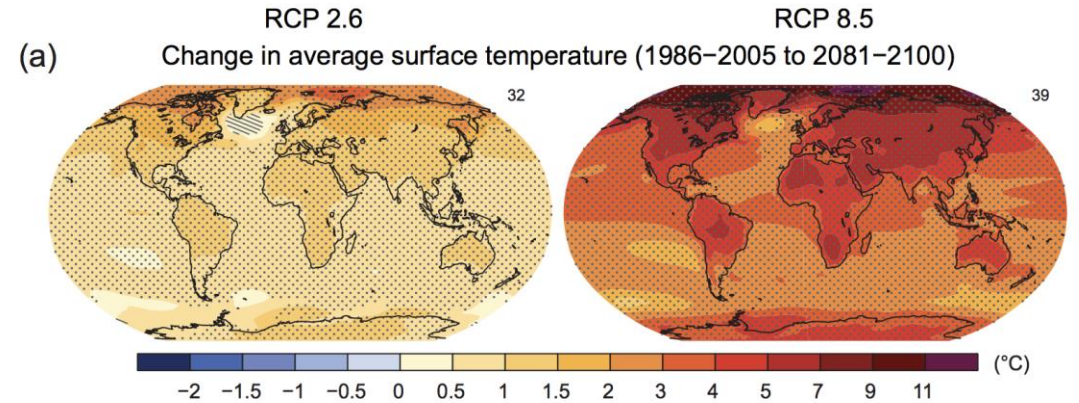 RCP 2.6 RCP 8.5
(a) Change in average surface temperature (1986−2005 to 2081−2100)
32 39
−2 −1.5 −1 −0.5 0 0.5 1 1.5 2 3 4 5 7 9 11 (°C)